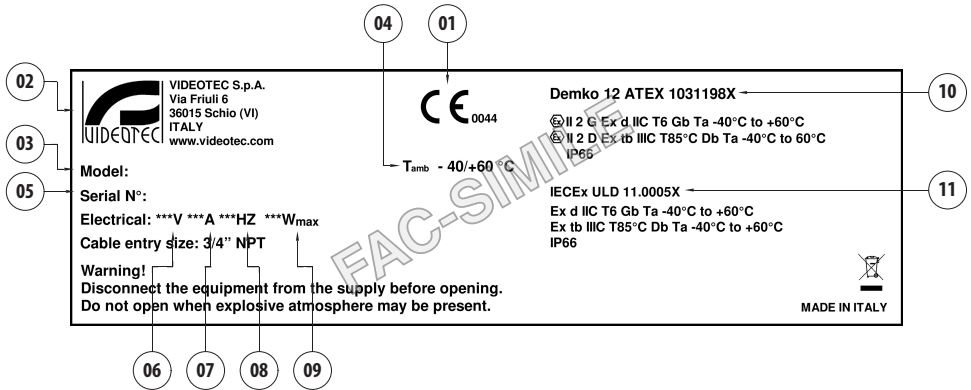 04
01
02
VIDEOTEC
VIDEOTEC S.p.A.
Via Friuli 6
36015 Schio (VI)
ITALY
www.videotec.com
CE 0044
Demko 12 ATEX 1031198X
10
Ex II 2 G Ex d IIC T6 Gb Ta -40°C to +60°C
Ex II 2 D Ex tb IIIC T85°C Db Ta -40°C to 60°C
IP66
03
Model:
Tamb - 40/+60 °C
05
Serial N°:
IECEx ULD 11.0005X
11
Ex d IIC T6 Gb Ta -40°C to +60°C
Ex tb IIIC T85°C Db Ta -40°C to +60°C
IP66
Electrical: ***V ***A ***HZ ***Wmax
Cable entry size: 3/4” NPT
FAC-SIMILE
Warning!
Disconnect the equipment from the supply before opening.
Do not open when explosive atmosphere may be present.
MADE IN ITALY
06
07
08
09